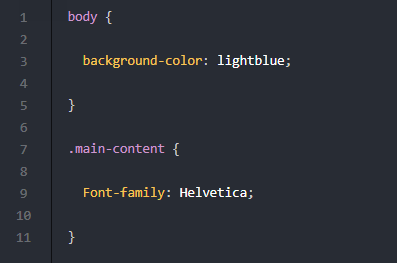 1 body {
2
3 background-color: lightblue;
4
5 }
6
7 .main-content {
8
9 Font-family: Helvetica;
10
11 }